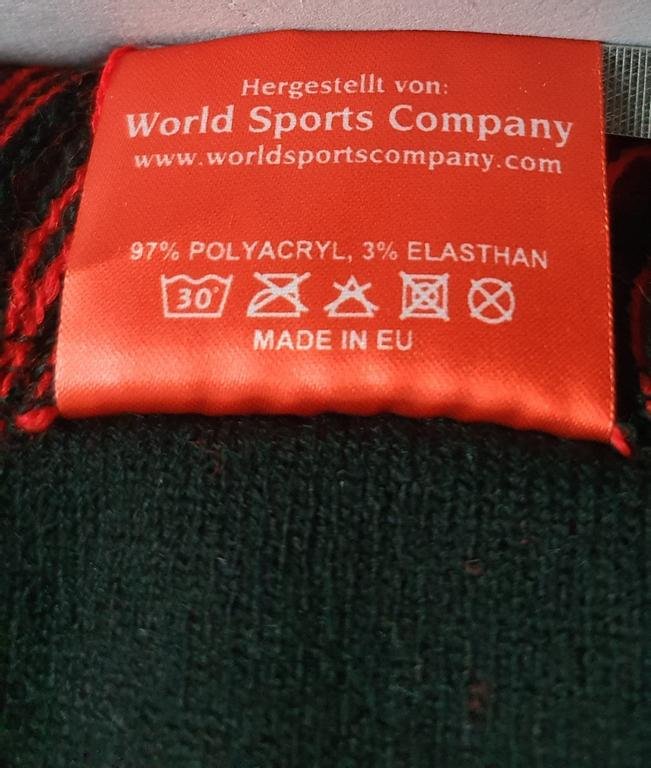 Hergestellt von:
World Sports Company
www.worldsportscompany.com
97% POLYACRYL, 3% ELASTHAN
30°
MADE IN EU